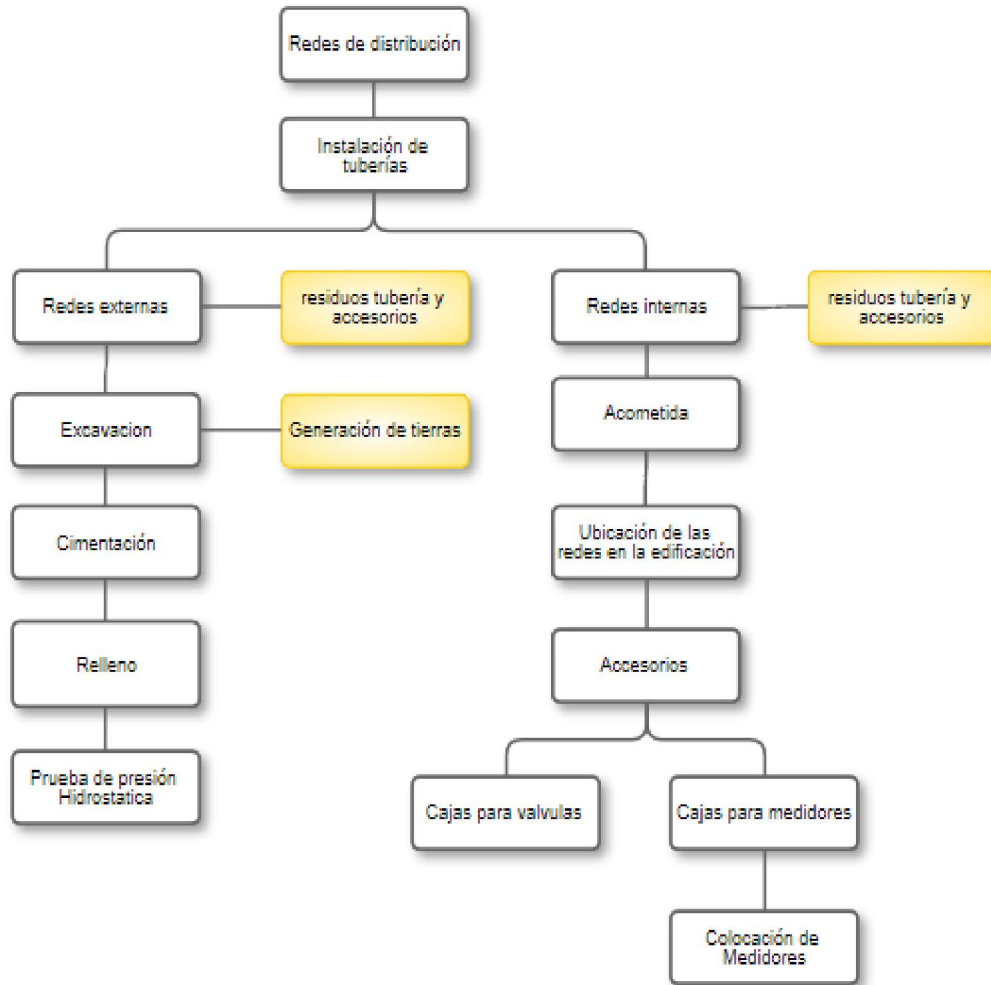 Redes de distribución
Instalación de
tuberías
Redes externas
residuos tubería y
accesorios
Redes internas
residuos tubería y
accesorios
Excavacion
Generación de tierras
Acometida
Cimentación
Ubicación de las
redes en la edificación
Relleno
Accesorios
Prueba de presión
Hidrostatica
Cajas para valvulas
Cajas para medidores
Colocación de
Medidores